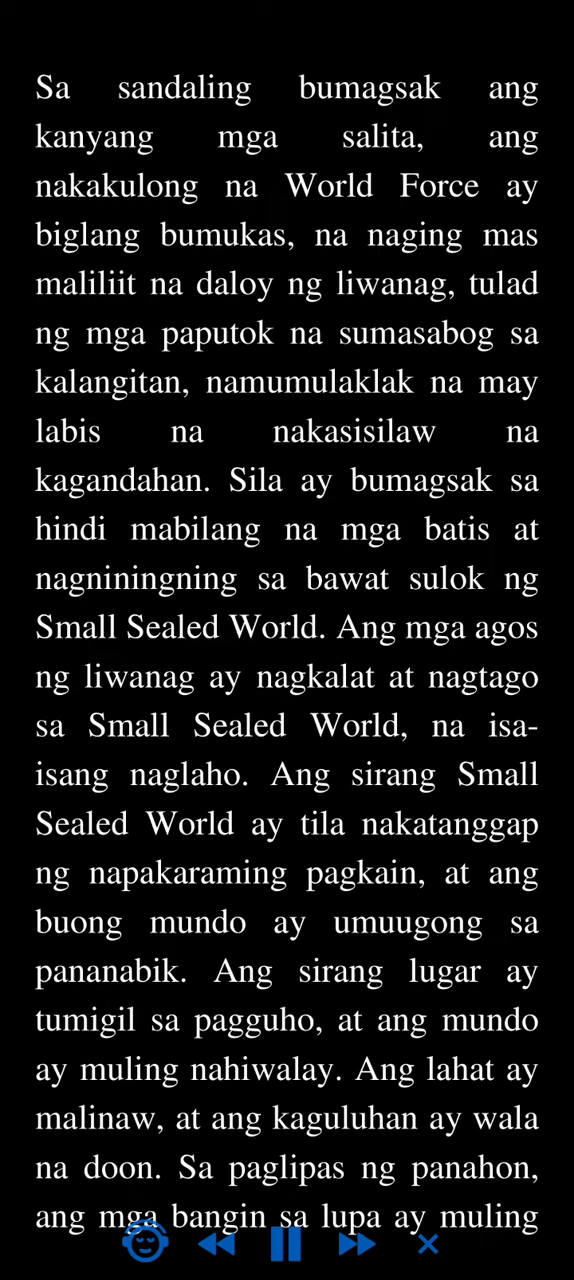 Sa sandaling bumagsak ang
kanyang mga salita, ang
nakakulong na World Force ay
biglang bumukas, na naging mas
maliliit na daloy ng liwanag, tulad
ng mga paputok na sumasabog sa
kalangitan, namumulaklak na may
labis na nakasisilaw na
kagandahan. Sila ay bumagsak sa
hindi mabilang na mga batis at
nagniningning sa bawat sulok ng
Small Sealed World. Ang mga agos
ng liwanag ay nagkalat at nagtago
sa Small Sealed World, na isa-
isang naglaho. Ang sirang Small
Sealed World ay tila nakatanggap
ng napakaraming pagkain, at ang
buong mundo ay umuugong sa
pananabik. Ang sirang lugar ay
tumigil sa pagguho, at ang mundo
ay muling nahiwalay. Ang lahat ay
malinaw, at ang kaguluhan ay wala
na doon. Sa paglipas ng panahon,
ang mga bangin sa lupa ay muling